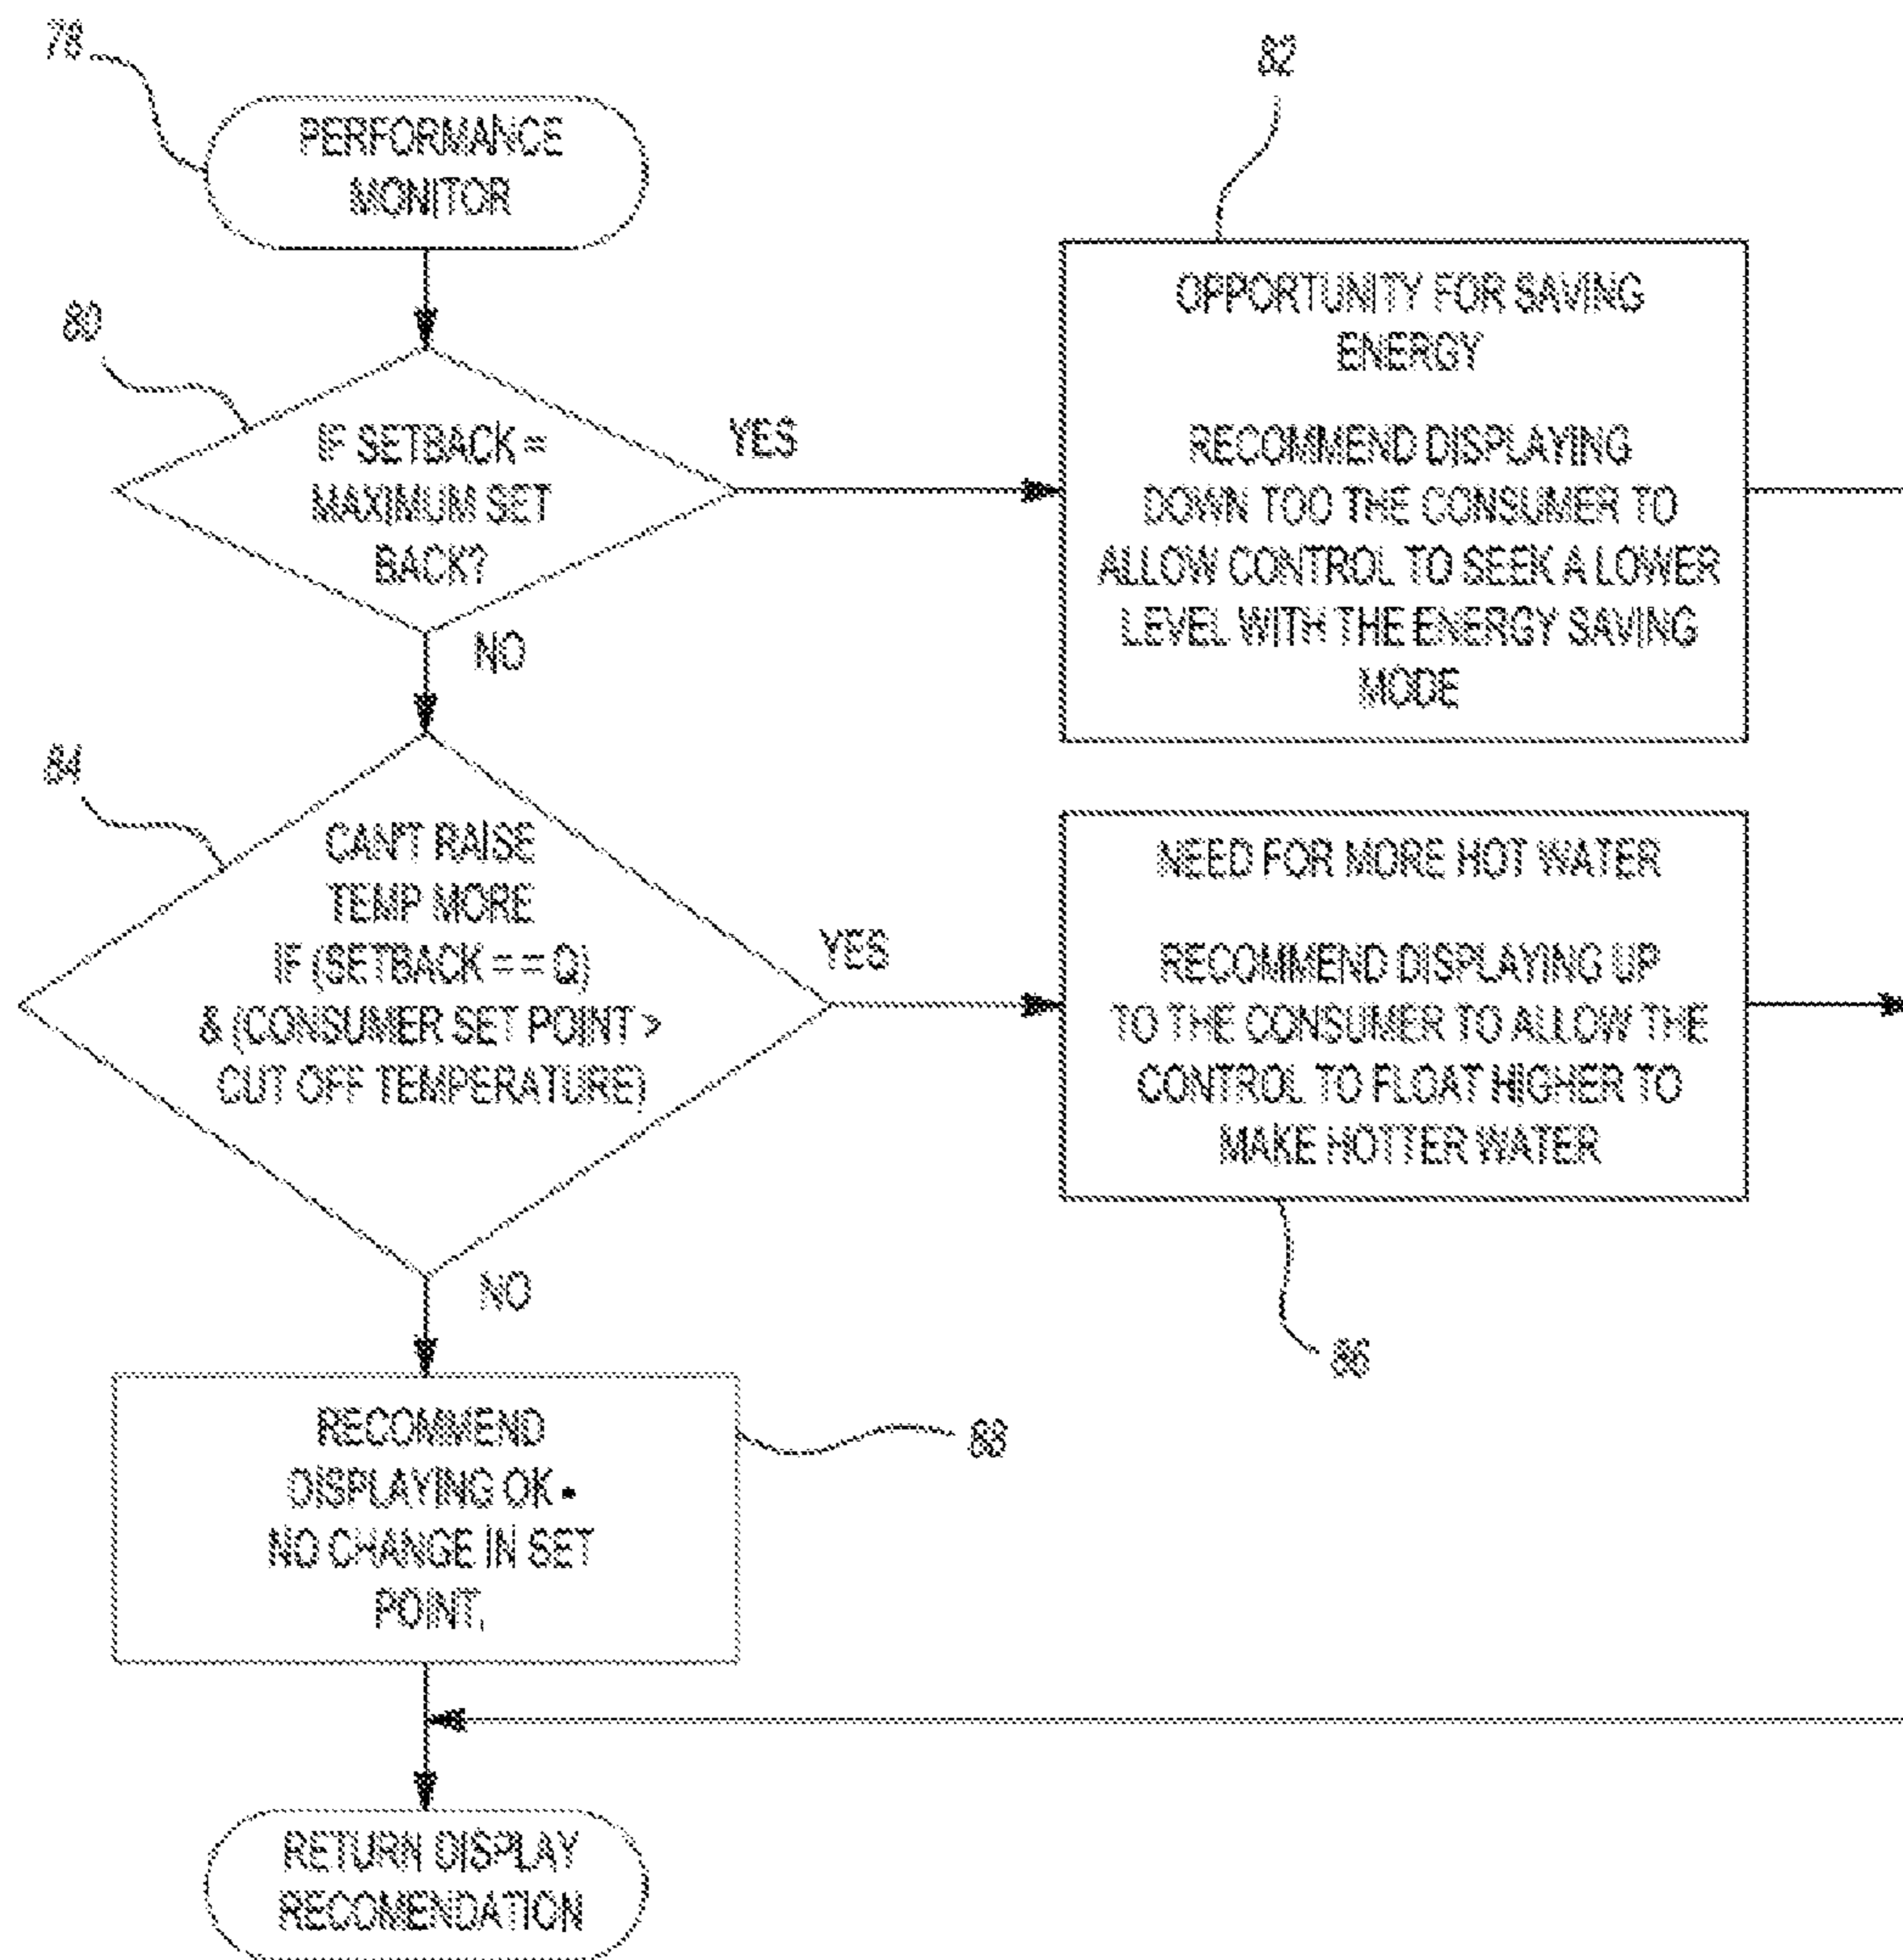 78
PERFORMANCE
MONITOR
80
IF SETBACK =
MAXIMUM SET
BACK?
YES
NO
82
OPPORTUNITY FOR SAVING
ENERGY
RECOMMEND DISPLAYING
DOWN TOO THE CONSUMER TO
ALLOW CONTROL TO SEEK A LOWER
LEVEL WITH THE ENERGY SAVING
MODE
84
CAN'T RAISE
TEMP MORE
IF (SETBACK == Q)
& (CONSUMER SET POINT >
CUT OFF TEMPERATURE)
YES
NO
NEED FOR MORE HOT WATER
RECOMMEND DISPLAYING UP
TO THE CONSUMER TO ALLOW THE
CONTROL TO FLOAT HIGHER TO
MAKE HOTTER WATER
86
RECOMMEND
DISPLAYING OK -
NO CHANGE IN SET
POINT.
88
RETURN DISPLAY
RECOMENDATION